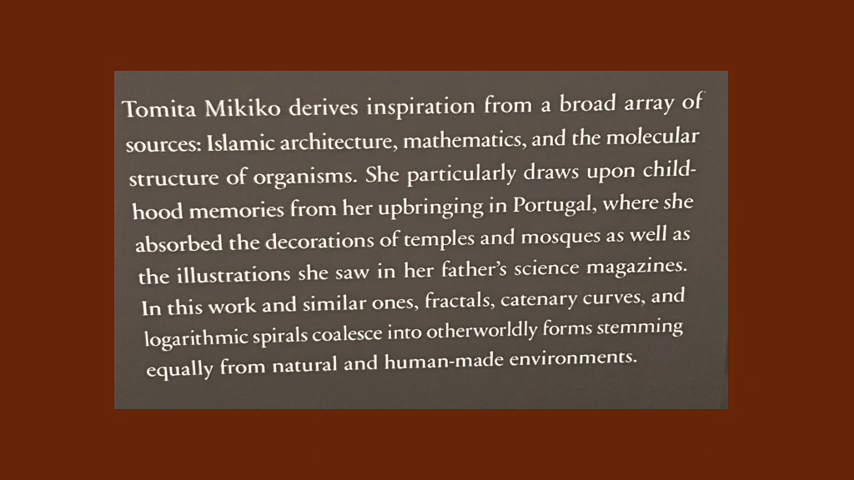 Tomita Mikiko derives inspiration from a broad array of
sources: Islamic architecture, mathematics, and the molecular
structure of organisms. She particularly draws upon child-
hood memories from her upbringing in Portugal, where she
absorbed the decorations of temples and mosques as well as
the illustrations she saw in her father's science magazines.
In this work and similar ones, fractals, catenary curves, and
logarithmic spirals coalesce into otherworldly forms stemming
equally from natural and human-made environments.